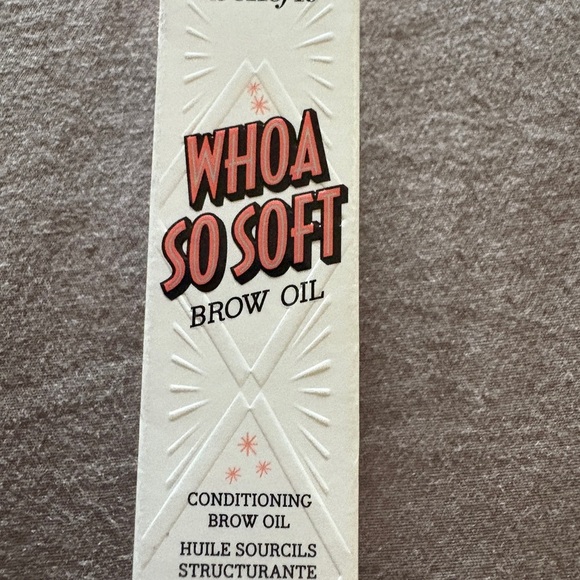 WHOA
SO SOFT
BROW OIL
CONDITIONING
BROW OIL
HUILE SOURCILS
STRUCTURANTE